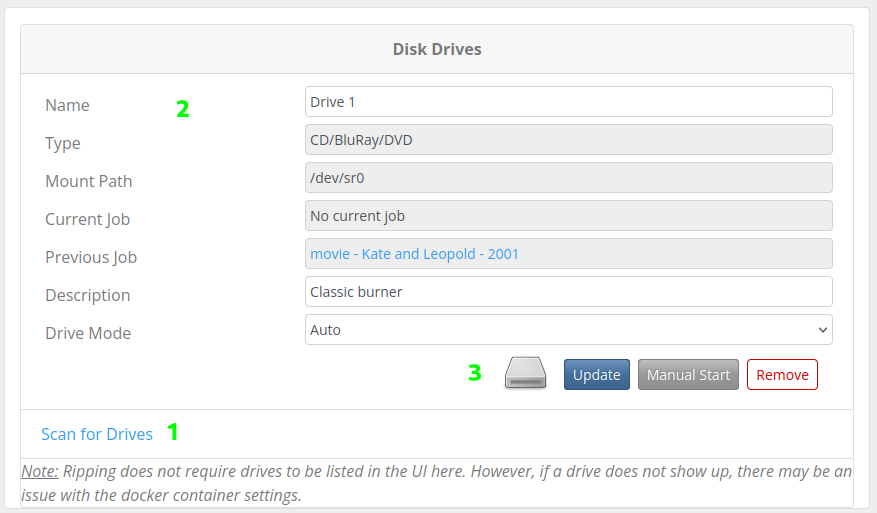 Disk Drives
Name 2 Drive 1
Type CD/BluRay/DVD
Mount Path /dev/sr0
Current Job No current job
Previous Job movie - Kate and Leopold - 2001
Description Classic burner
Drive Mode Auto
3 Update Manual Start Remove
Scan for Drives 1
Note: Ripping does not require drives to be listed in the UI here. However, if a drive does not show up, there may be an
issue with the docker container settings.